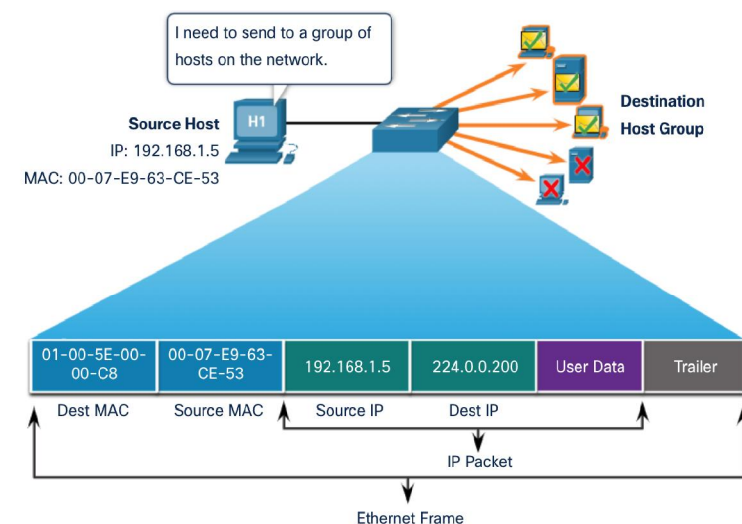 I need to send to a group of
hosts on the network.
H1
Source Host
IP: 192.168.1.5
MAC: 00-07-E9-63-CE-53
Destination
Host Group
01-00-5E-00-
00-C8
00-07-E9-63-
CE-53
192.168.1.5
224.0.0.200
User Data
Trailer
Dest MAC
Source MAC
Source IP
Dest IP
IP Packet
Ethernet Frame